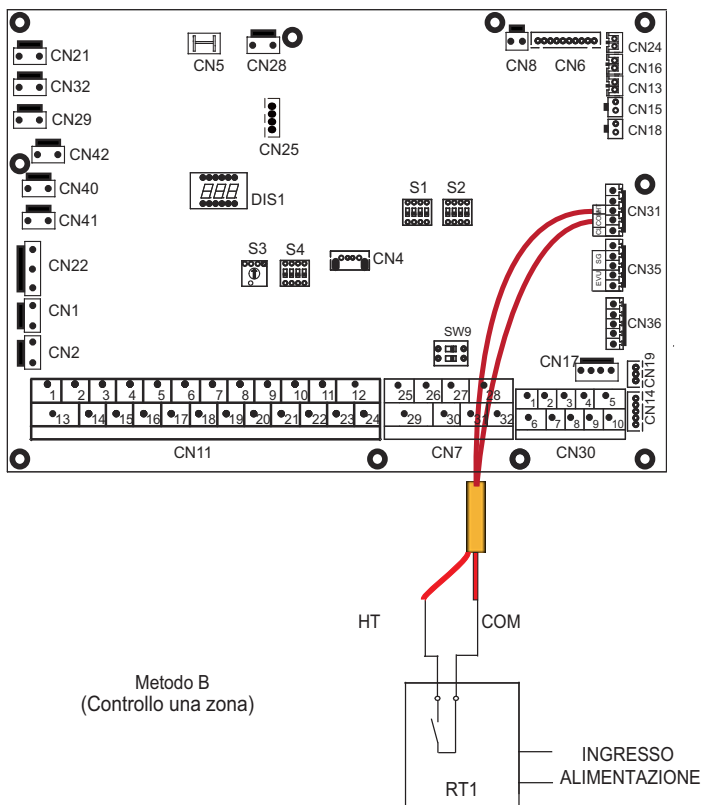 CN21
CN5
CN28
CN8
CN6
CN24
CN16
CN13
CN15
CN18
CN32
CN29
CN42
CN25
CN40
CN41
DIS1
S1
S2
CN31
CL COM H
CN22
S3
S4
CN4
SG
EVU
CN35
CN1
CN2
SW9
CN36
CN17
CN19
CN14
1 2 3 4 5 6 7 8 9 10 11 12
13 14 15 16 17 18 19 20 21 22 23 24
25 26 27 28
29 30 31 32
1 2 3 4 5
6 7 8 9 10
CN11
CN7
CN30
HT
COM
Metodo B
(Controllo una zona)
RT1
INGRESSO
ALIMENTAZIONE